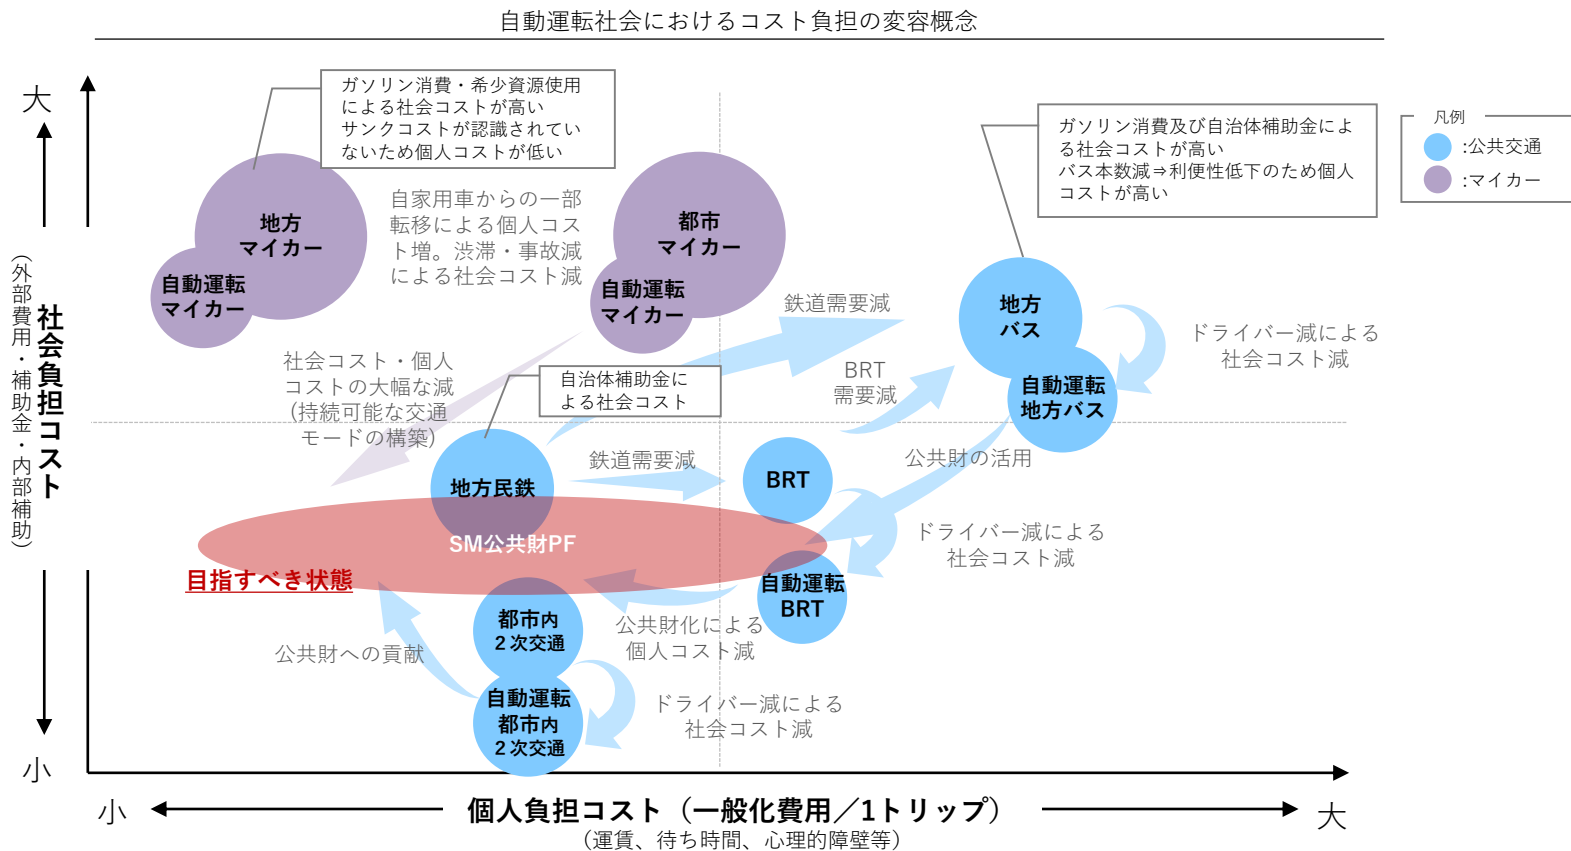 自動運転社会におけるコスト負担の変容概念
大
ガソリン消費・希少資源使用
による社会コストが高い
サンクコストが認識されてい
ないため個人コストが低い
ガソリン消費及び自治体補助金によ
る社会コストが高い
バス本数減⇒利便性低下のため個人
コストが高い
凡例
:公共交通
:マイカー
地方
マイカー
自動運転
マイカー
自家用車からの一部
転移による個人コス
ト増。渋滞・事故減
による社会コスト減
都市
マイカー
自動運転
マイカー
鉄道需要減
地方
バス
ドライバー減による
社会コスト減
自動運転
地方バス
BRT
需要減
社会コスト・個人
コストの大幅な減
(持続可能な交通
モードの構築)
自治体補助金に
よる社会コスト
社会負担コスト
（外部費用・補助金・内部補助）
地方民鉄
鉄道需要減
BRT
公共財の活用
ドライバー減による
社会コスト減
SM公共財PF
目指すべき状態
自動運転
BRT
都市内
２次交通
公共財化による
個人コスト減
公共財への貢献
自動運転
都市内
２次交通
ドライバー減による
社会コスト減
小
小
個人負担コスト（一般化費用／1トリップ）
（運賃、待ち時間、心理的障壁等）
大